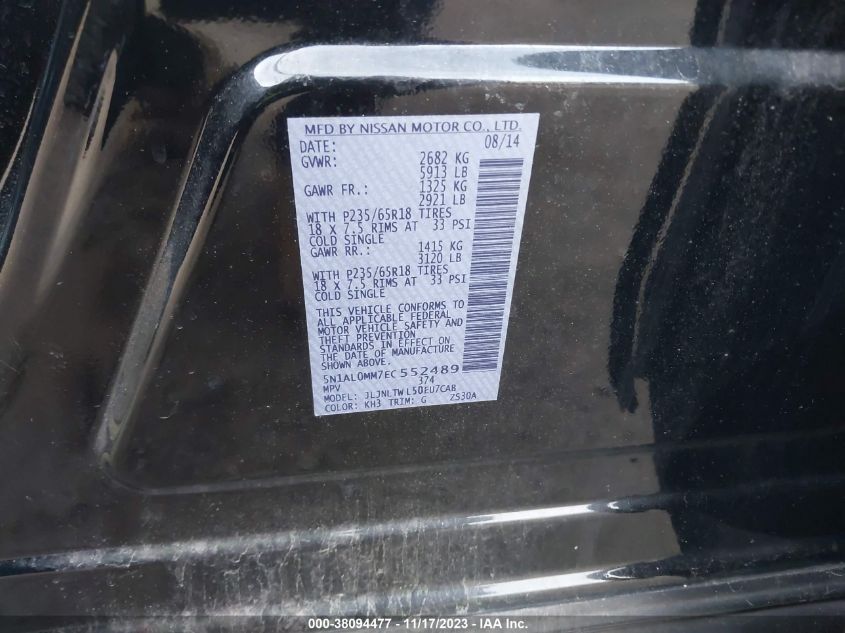 MFD BY NISSAN MOTOR CO., LTD.
DATE: 08/14
GVWR: 2682 KG
5913 LB
GAWR FR.: 1325 KG
2921 LB
WITH P235/65R18 TIRES
18 X 7.5 RIMS AT 33 PSI
COLD SINGLE
GAWR RR.: 1415 KG
3120 LB
WITH P235/65R18 TIRES
18 X 7.5 RIMS AT 33 PSI
COLD SINGLE
THIS VEHICLE CONFORMS TO
ALL APPLICABLE FEDERAL
MOTOR VEHICLE SAFETY AND
THEFT PREVENTION
STANDARDS IN EFFECT ON
THE DATE OF MANUFACTURE
5N1AL0MM7EC552489
MPV 374
MODEL: JLJNLTWL50EU7CAB
COLOR: KH3 TRIM: G ZS30A
000-38094477 - 11/17/2023 - IAAI Inc.